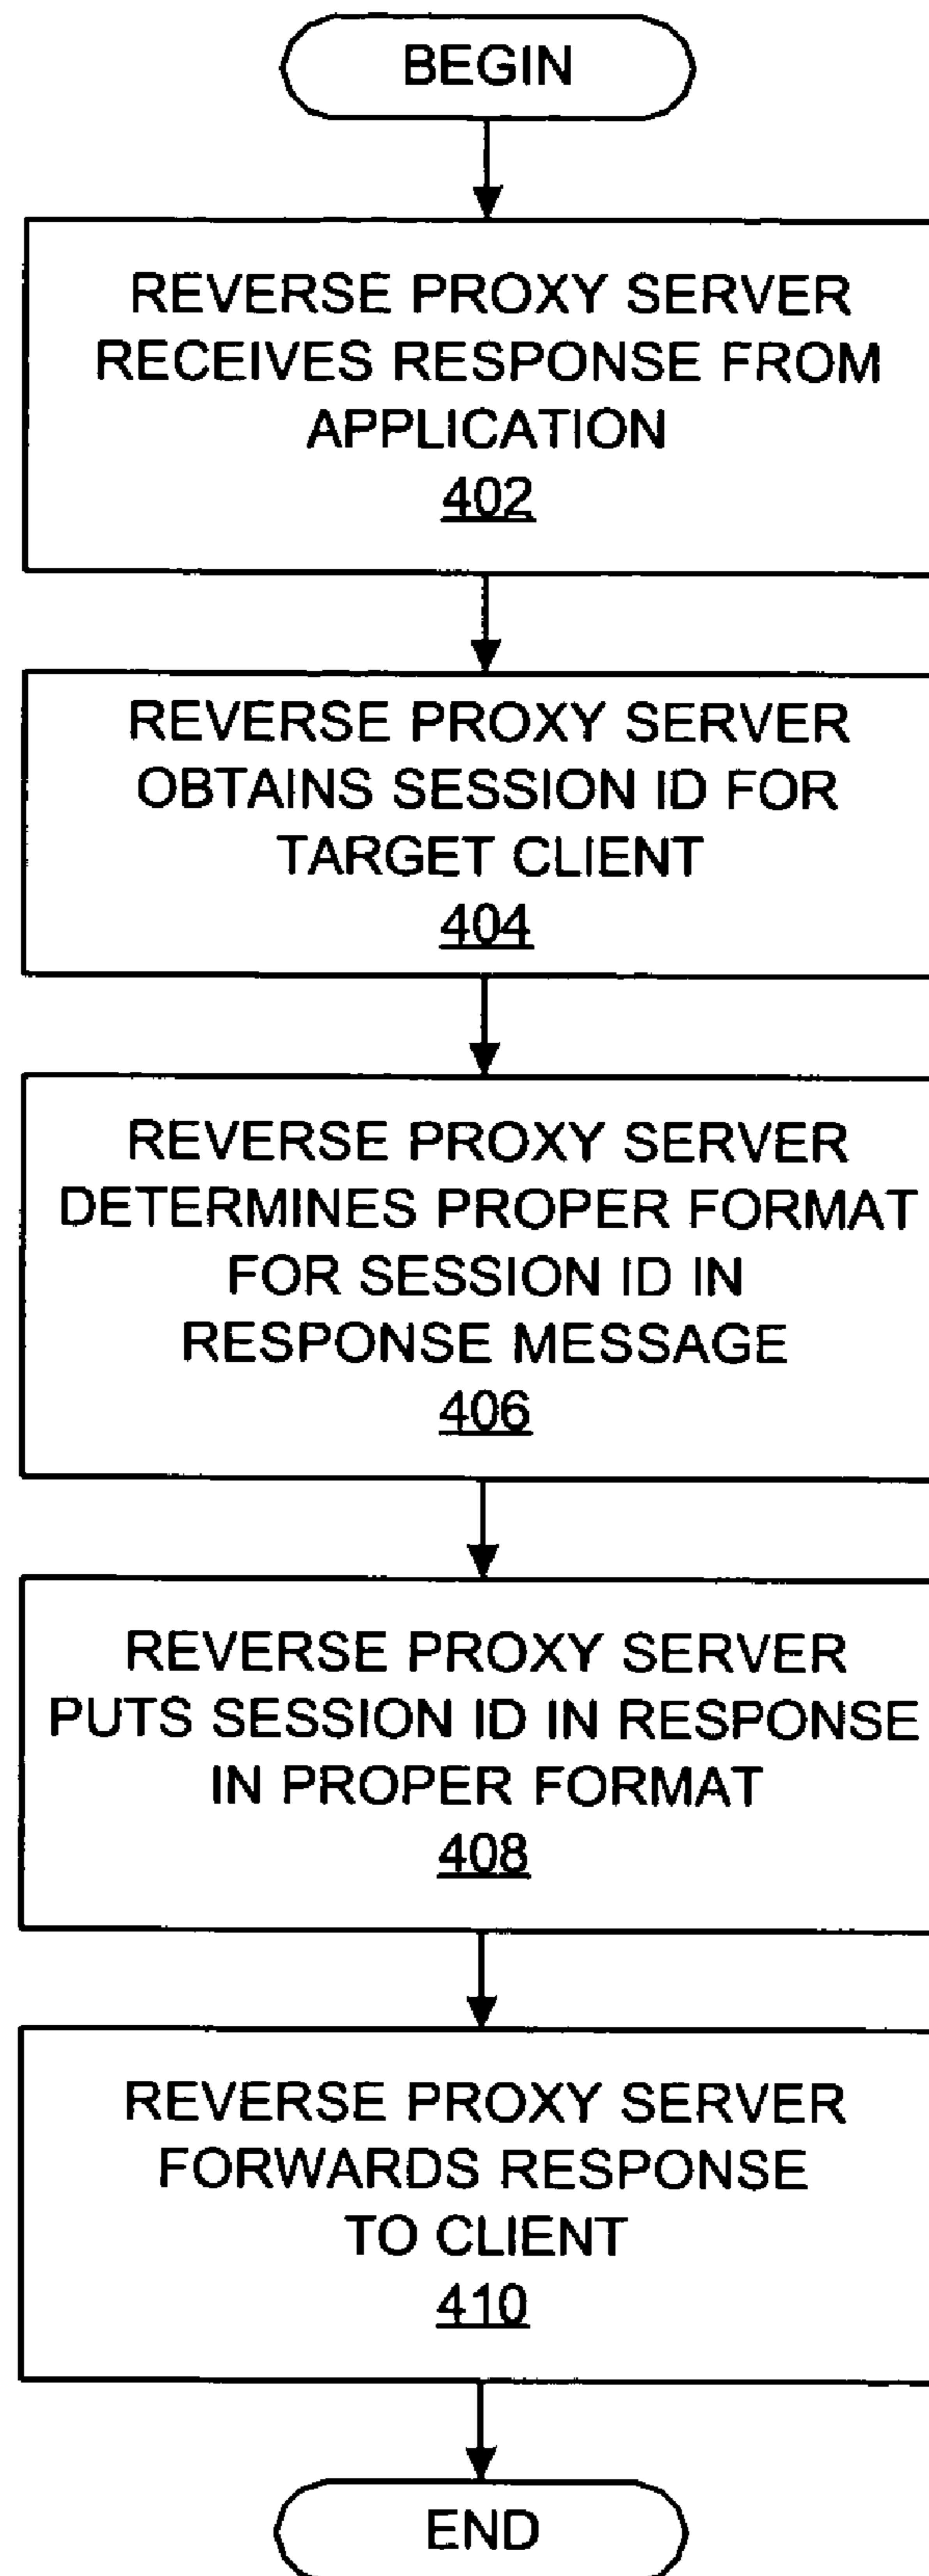 BEGIN
REVERSE PROXY SERVER
RECEIVES RESPONSE FROM
APPLICATION
402
REVERSE PROXY SERVER
OBTAINS SESSION ID FOR
TARGET CLIENT
404
REVERSE PROXY SERVER
DETERMINES PROPER FORMAT
FOR SESSION ID IN
RESPONSE MESSAGE
406
REVERSE PROXY SERVER
PUTS SESSION ID IN RESPONSE
IN PROPER FORMAT
408
REVERSE PROXY SERVER
FORWARDS RESPONSE
TO CLIENT
410
END